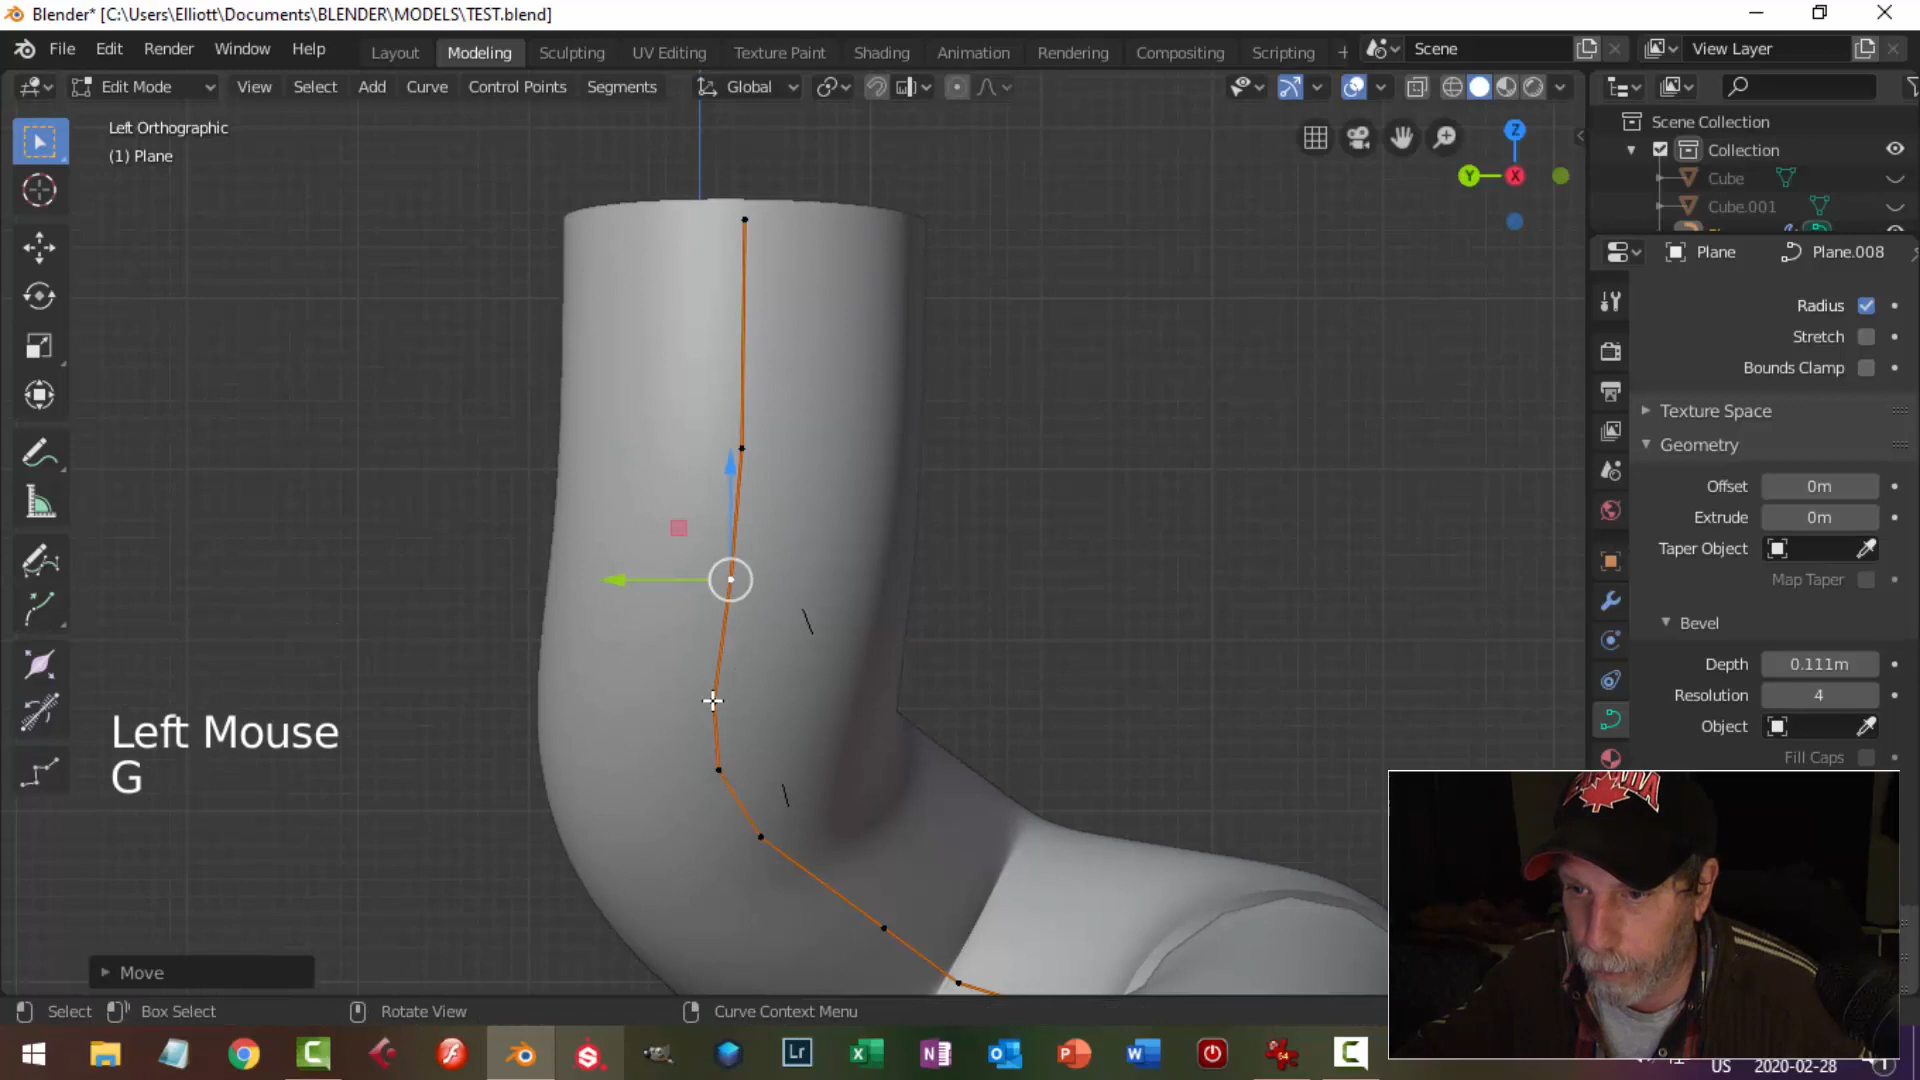 Blender* [C:\Users\Elliott\Documents\BLENDER\MODELS\TEST.blend]
File Edit Render Window Help Layout Modeling Sculpting UV Editing Texture Paint Shading Animation Rendering Compositing Scripting + Scene View Layer
Edit Mode View Select Add Curve Control Points Segments Global
Left Orthographic
(1) Plane
Z
Y
X
Scene Collection
Collection
Cube
Cube.001
Plane Plane.008
Radius
Stretch
Bounds Clamp
Texture Space
Geometry
Offset 0m
Extrude 0m
Taper Object
Map Taper
Bevel
Depth 0.111m
Resolution 4
Object
Fill Caps
Left Mouse
G
Move
Select Box Select Rotate View Curve Context Menu
Lr
US 2020-02-28